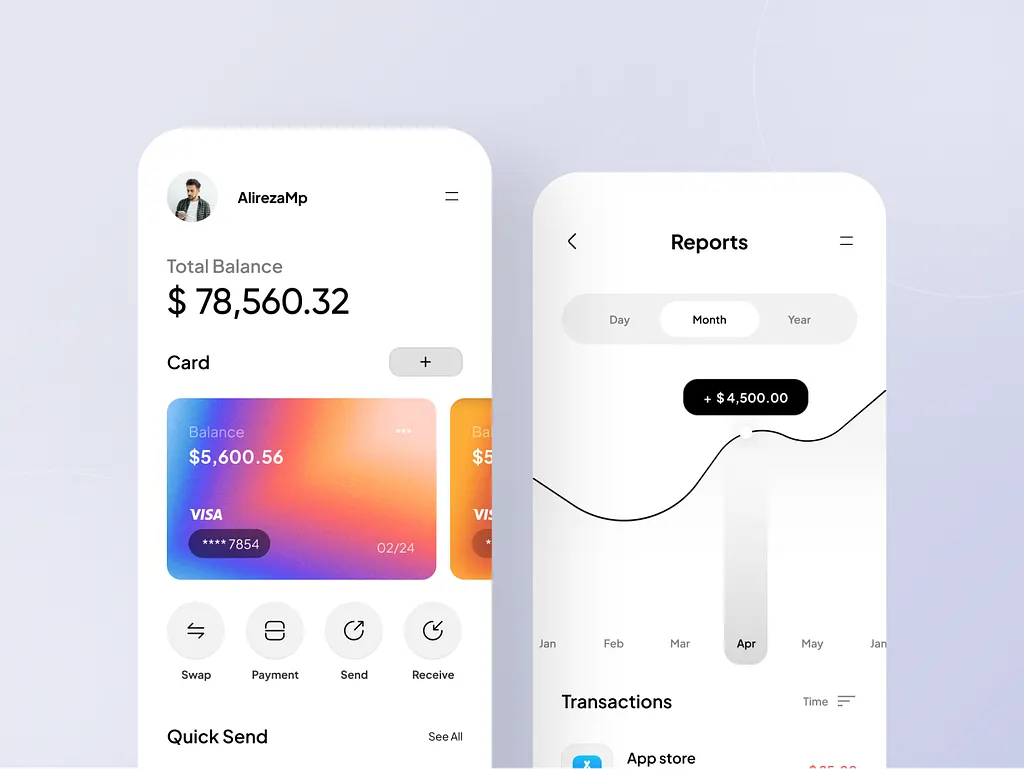 AlirezaMp
Total Balance
$ 78,560.32
Card
+
Balance
$5,600.56
VISA
**** 7854
02/24
Swap
Payment
Send
Receive
Quick Send
See All
Reports
Day
Month
Year
+ $4,500.00
Jan
Feb
Mar
Apr
May
Jan
Transactions
Time
App store